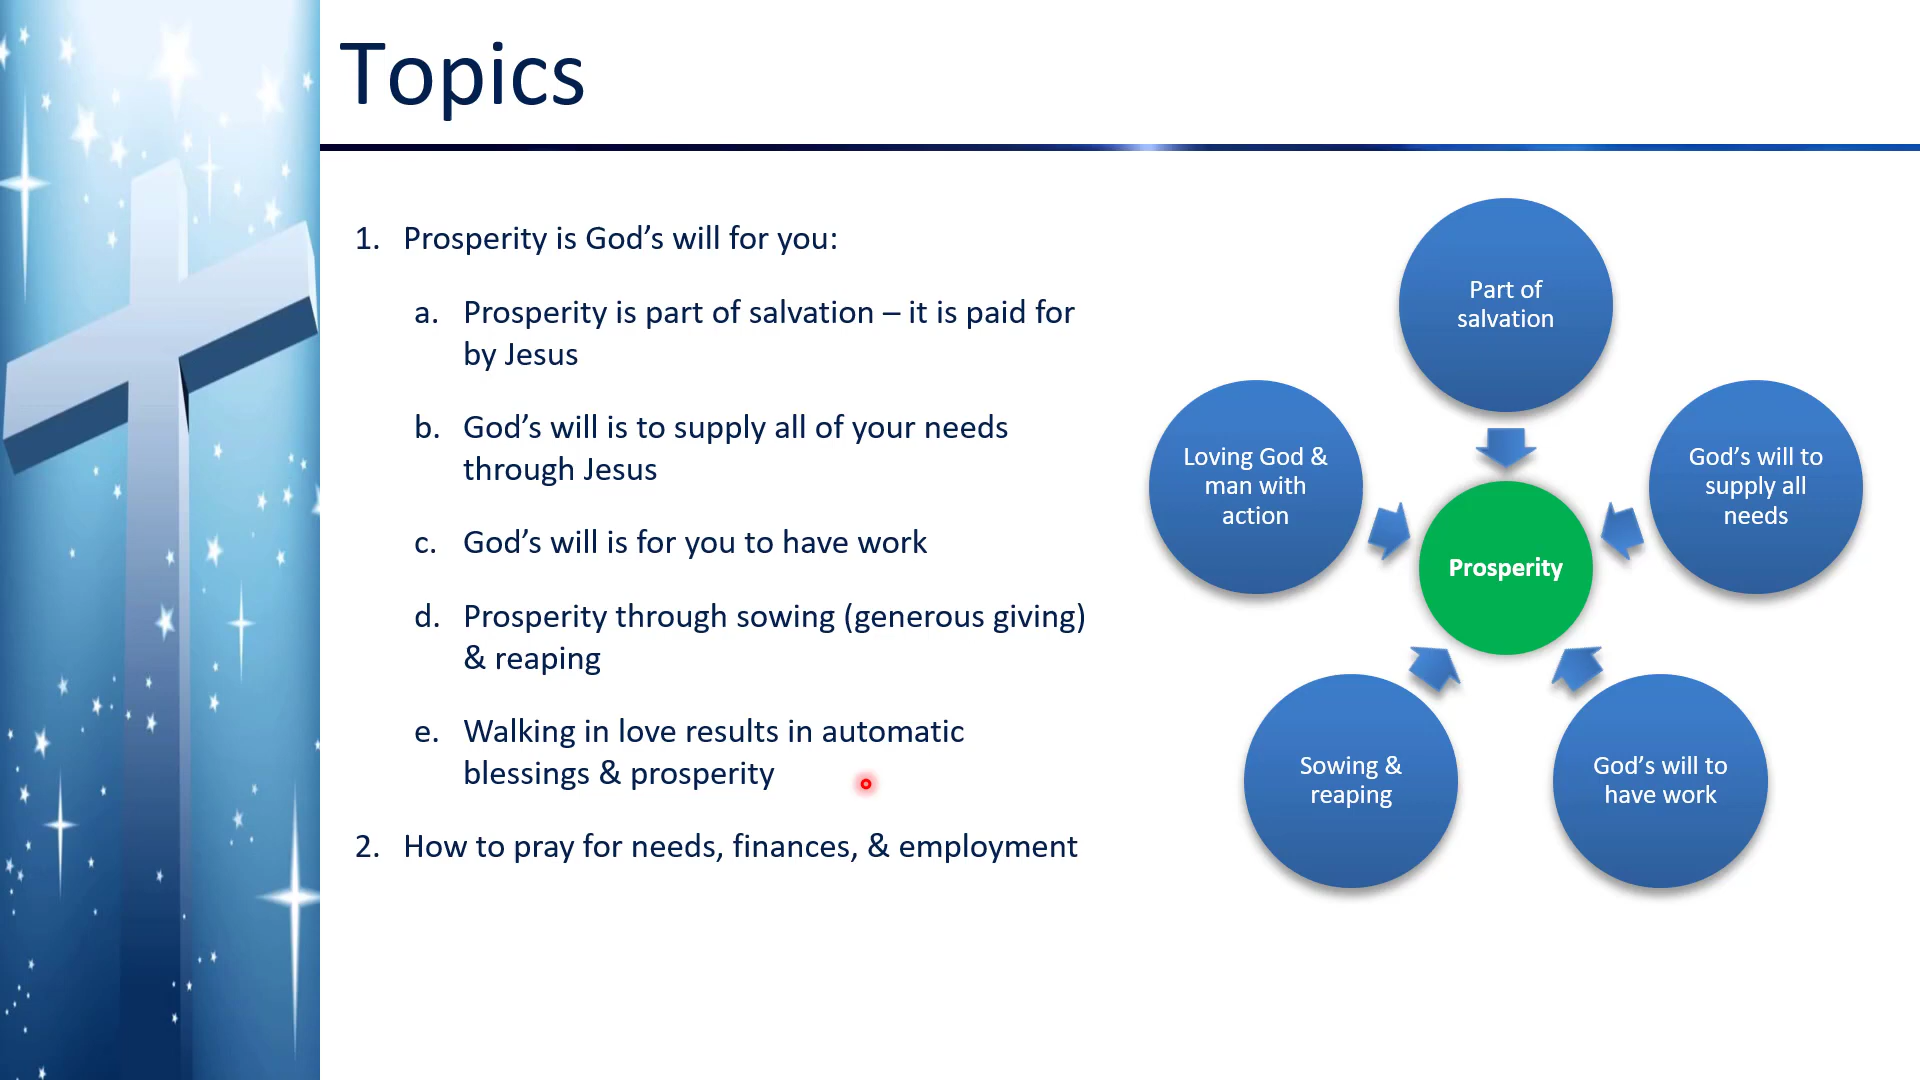 Topics
1. Prosperity is God’s will for you:
a. Prosperity is part of salvation – it is paid for
by Jesus
b. God’s will is to supply all of your needs
through Jesus
c. God’s will is for you to have work
d. Prosperity through sowing (generous giving)
& reaping
e. Walking in love results in automatic
blessings & prosperity
2. How to pray for needs, finances, & employment
Part of
salvation
Loving God &
man with
action
God’s will to
supply all
needs
Prosperity
Sowing &
reaping
God’s will to
have work